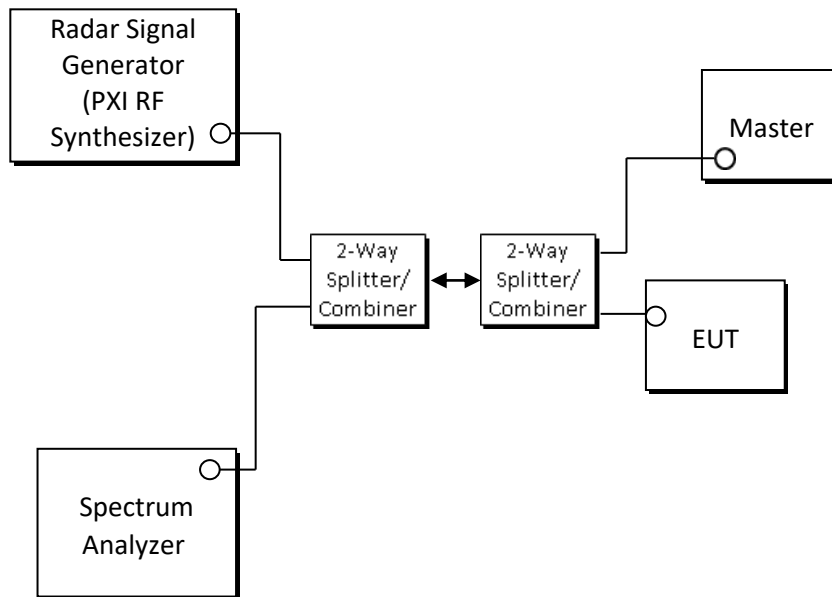 Radar Signal
Generator
(PXI RF
Synthesizer)
Master
2-Way
Splitter/
Combiner
2-Way
Splitter/
Combiner
EUT
Spectrum
Analyzer